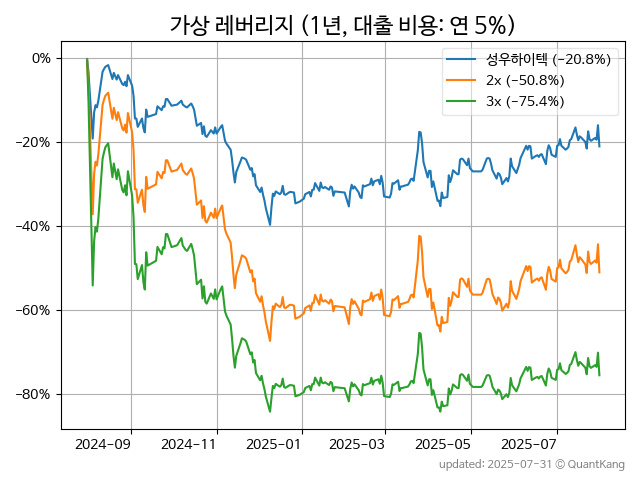 가상 레버리지 (1년, 대출 비용: 연 5%)
0%
−20%
−40%
−60%
−80%
성우하이텍 (−20.8%)
2x (−50.8%)
3x (−75.4%)
2024-09
2024-11
2025-01
2025-03
2025-05
2025-07
updated: 2025-07-31 © QuantKang